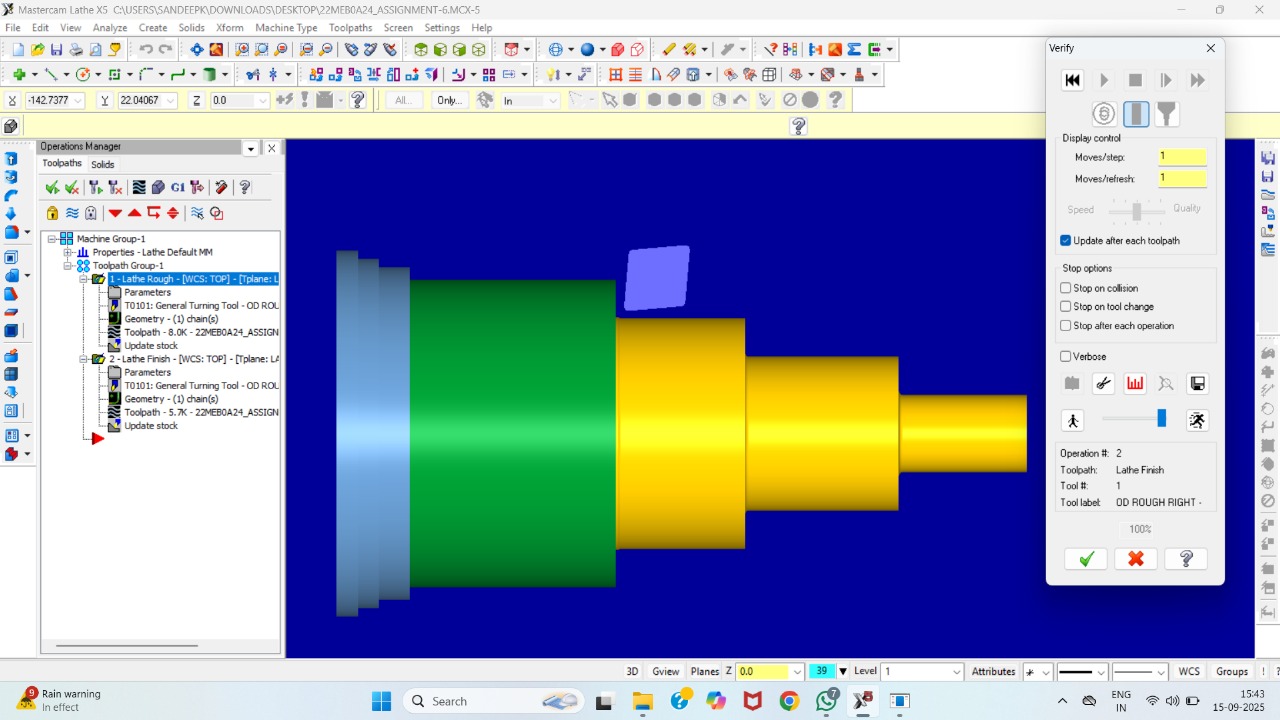 Mastercam Lathe X5 - C:\USERS\SANDEEPK\DOWNLOADS\DESKTOP\22MEB0A24_ASSIGNMENT-6.MCX-5
File Edit View Analyze Create Solids Xform Machine Type Toolpaths Screen Settings Help
X -142.7377 Y 22.04067 Z 0.0 All... Only... In
Operations Manager
Toolpaths Solids
G1
Machine Group-1
Properties - Lathe Default MM
Toolpath Group-1
1 - Lathe Rough - [WCS: TOP] - [Tplane: L
Parameters
T0101: General Turning Tool - OD ROU
Geometry - (1) chain(s)
Toolpath - 8.0K - 22MEB0A24_ASSIGN
Update stock
2 - Lathe Finish - [WCS: TOP] - [Tplane: LA
Parameters
T0101: General Turning Tool - OD ROU
Geometry - (1) chain(s)
Toolpath - 5.7K - 22MEB0A24_ASSIGN
Update stock
Verify
Display control
Moves/step: 1
Moves/refresh: 1
Speed Quality
Update after each toolpath
Stop options
Stop on collision
Stop on tool change
Stop after each operation
Verbose
Operation #: 2
Toolpath: Lathe Finish
Tool #: 1
Tool label: OD ROUGH RIGHT -
100%
3D Gview Planes Z 0.0 39 Level 1 Attributes WCS Groups ! ?
9
Rain warning
In effect
Search
7
ENG
IN
15:43
15-09-2025